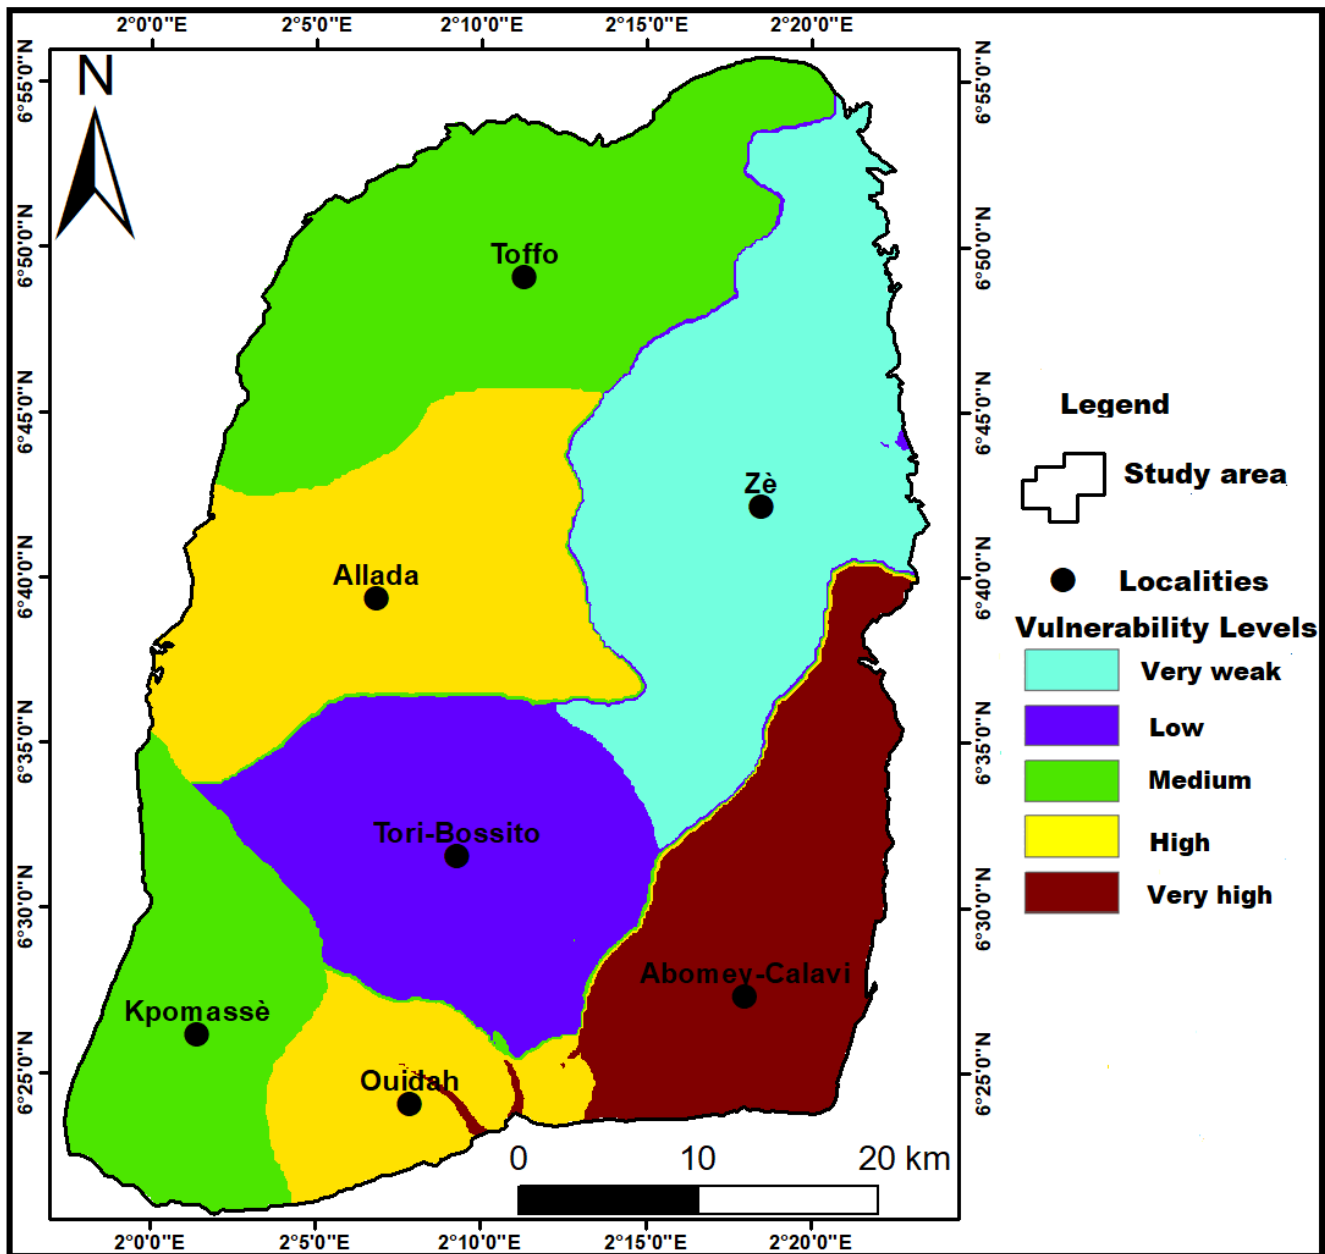 2°0'0"E 2°5'0"E 2°10'0"E 2°15'0"E 2°20'0"E
N
6°55'0"N 6°55'0"N
6°50'0"N 6°50'0"N
Toffo
6°45'0"N 6°45'0"N
Legend
Study area
Zè
Allada
6°40'0"N 6°40'0"N
Localities
Vulnerability Levels
Very weak
6°35'0"N 6°35'0"N
Low
Medium
Tori-Bossito
High
Very high
6°30'0"N 6°30'0"N
Abomey-Calavi
Kpomassè
6°25'0"N 6°25'0"N
Ouidah
0 10 20 km
2°0'0"E 2°5'0"E 2°10'0"E 2°15'0"E 2°20'0"E